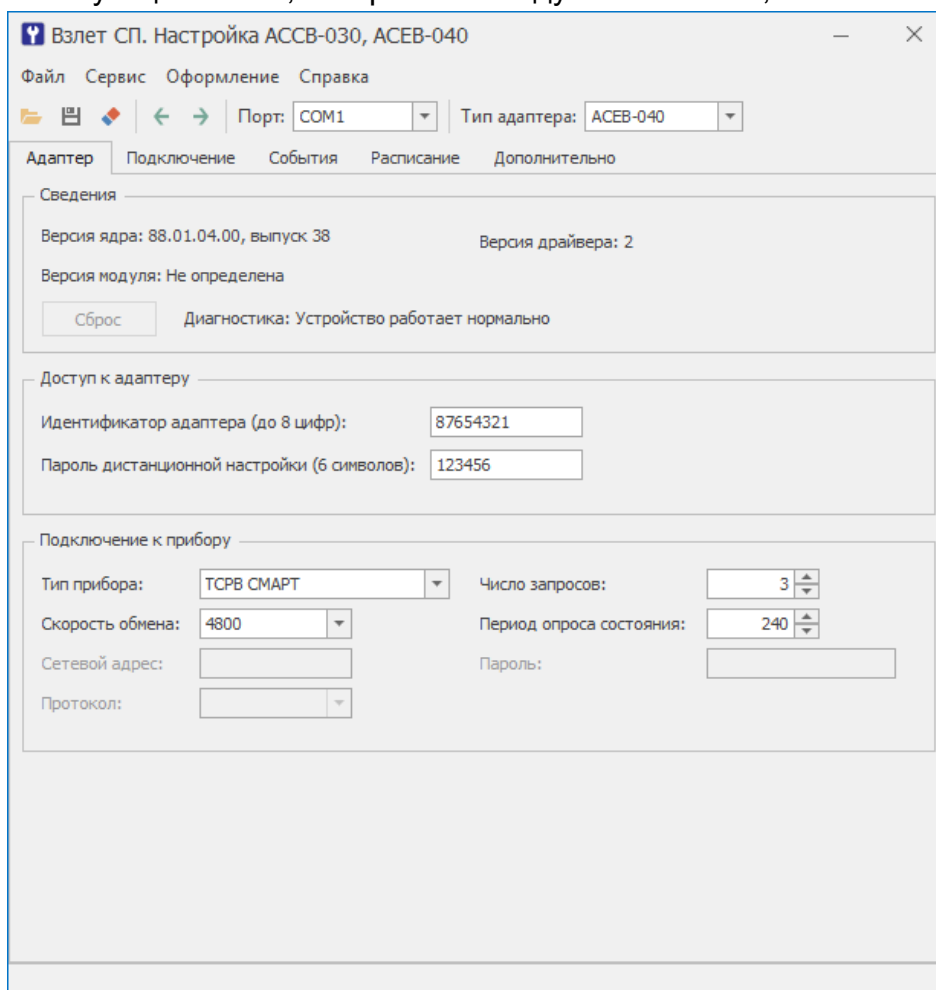 Взлет СП. Настройка АССВ-030, АСЕВ-040
Файл Сервис Оформление Справка
Порт: COM1 Тип адаптера: АСЕВ-040
Адаптер Подключение События Расписание Дополнительно
Сведения
Версия ядра: 88.01.04.00, выпуск 38 Версия драйвера: 2
Версия модуля: Не определена
Сброс Диагностика: Устройство работает нормально
Доступ к адаптеру
Идентификатор адаптера (до 8 цифр): 87654321
Пароль дистанционной настройки (6 символов): 123456
Подключение к прибору
Тип прибора: ТСРВ СМАРТ Число запросов: 3
Скорость обмена: 4800 Период опроса состояния: 240
Сетевой адрес: Пароль:
Протокол: